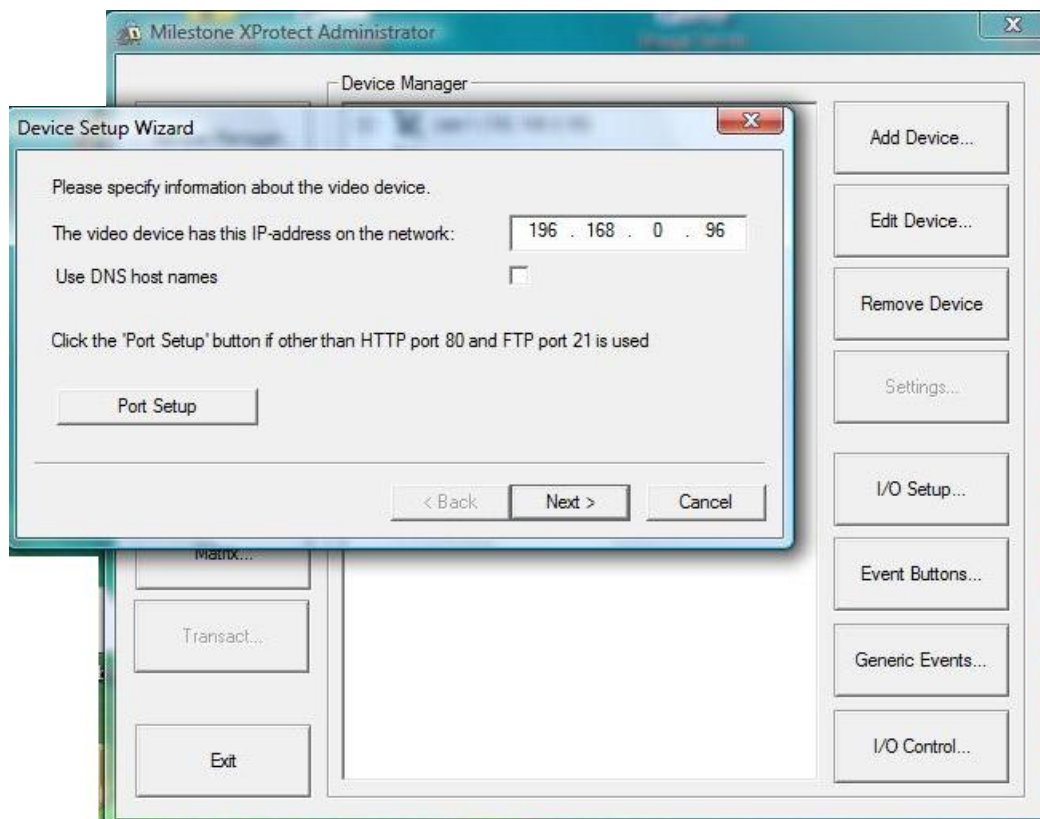 Milestone XProtect Administrator
Device Manager
Device Setup Wizard
Please specify information about the video device.
The video device has this IP-address on the network:
196 . 168 . 0 . 96
Use DNS host names
Click the 'Port Setup' button if other than HTTP port 80 and FTP port 21 is used
Port Setup
< Back
Next >
Cancel
Matrix...
Transact...
Exit
Add Device...
Edit Device...
Remove Device
Settings...
I/O Setup...
Event Buttons...
Generic Events...
I/O Control...